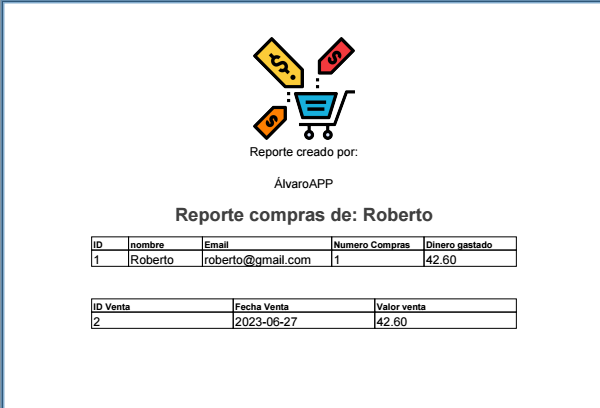 Reporte creado por:
ÁlvaroAPP
Reporte compras de: Roberto
ID nombre Email Numero Compras Dinero gastado
1 Roberto roberto@gmail.com 1 42.60
ID Venta Fecha Venta Valor venta
2 2023-06-27 42.60